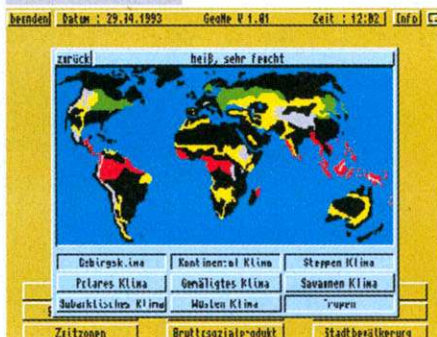 beenden Datum : 29.04.1993 GeoMe V 1.01 Zeit : 12:02 Info
zurück heiß, sehr feucht
Gebirgsklima Kontinental Klima Steppen Klima
Polares Klima Gemäßigtes Klima Savannen Klima
Subarktisches Klima Wüsten Klima Tropen
Zeitzonen Bruttosozialprodukt Stadtbevölkerung